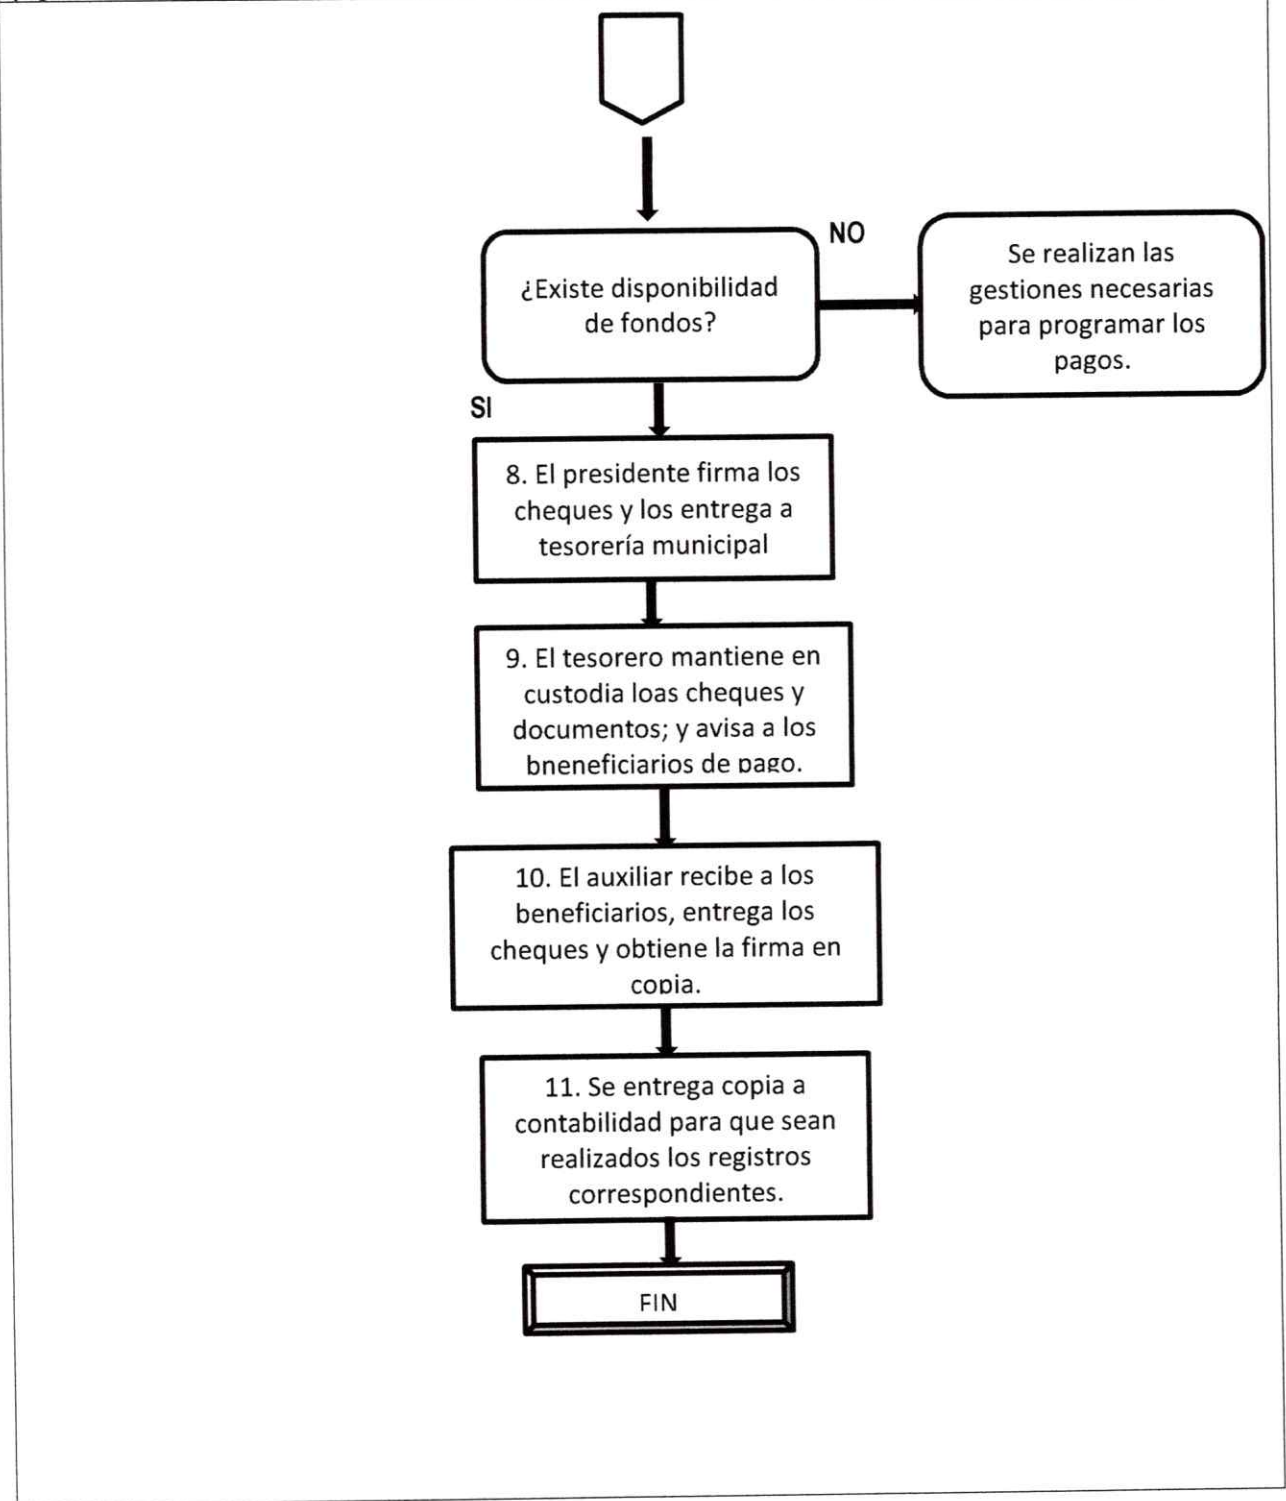 ¿Existe disponibilidad
de fondos?
NO
Se realizan las
gestiones necesarias
para programar los
pagos.
SI
8. El presidente firma los
cheques y los entrega a
tesorería municipal
9. El tesorero mantiene en
custodia loas cheques y
documentos; y avisa a los
bneneficiarios de pago.
10. El auxiliar recibe a los
beneficiarios, entrega los
cheques y obtiene la firma en
copia.
11. Se entrega copia a
contabilidad para que sean
realizados los registros
correspondientes.
FIN